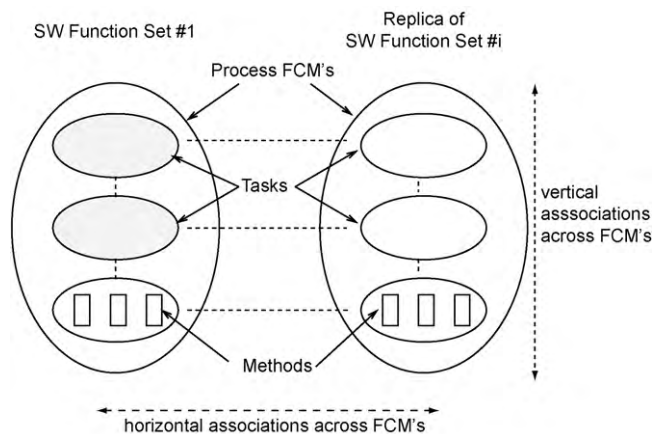 SW Function Set #1
Replica of
SW Function Set #i
Process FCM's
Tasks
vertical
asssociations
across FCM's
Methods
horizontal associations across FCM's